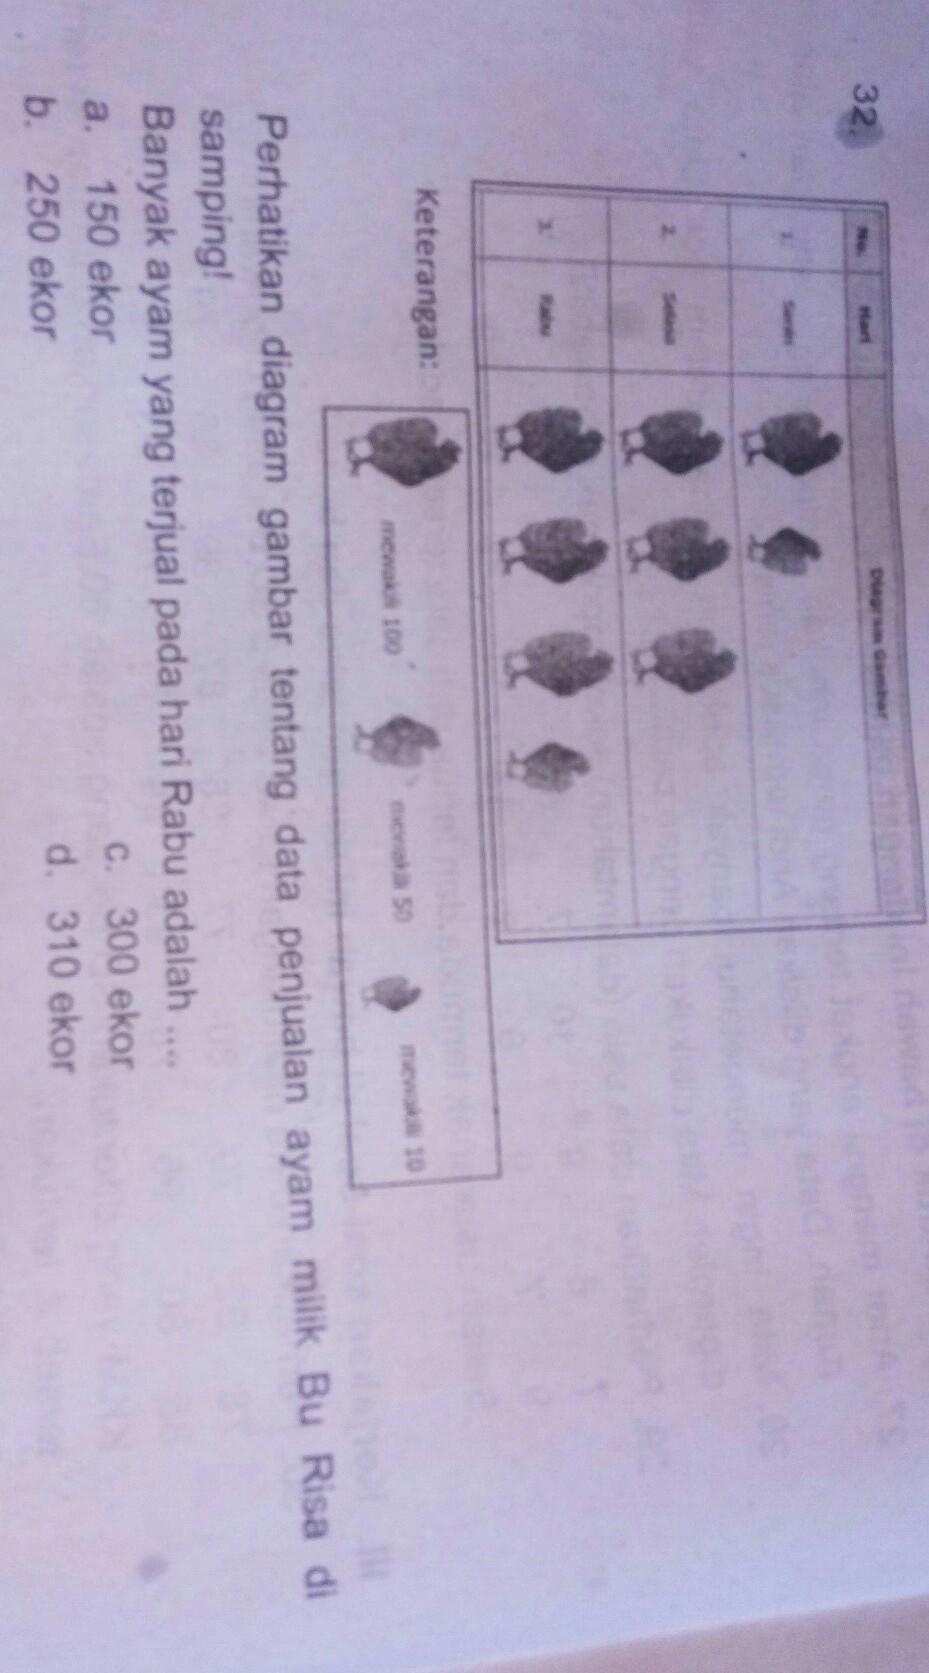 32.
No. Hari Diagram Gambar
1. Senin
2. Selasa
3. Rabu
Keterangan:
mewakili 100 mewakili 50 mewakili 10
Perhatikan diagram gambar tentang data penjualan ayam milik Bu Risa di
samping!
Banyak ayam yang terjual pada hari Rabu adalah ....
a. 150 ekor c. 300 ekor
b. 250 ekor d. 310 ekor